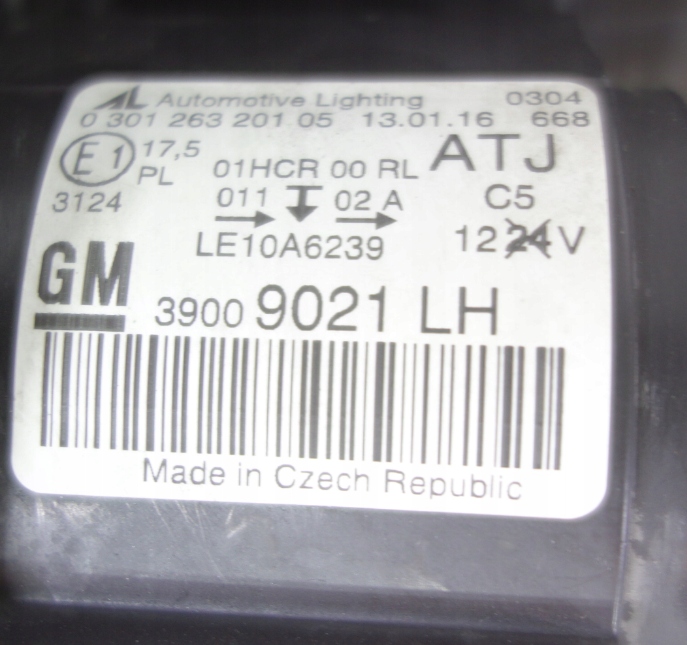 AL Automotive Lighting 0304
0 301 263 201 05 13.01.16 668
E1 17,5 PL 01HCR 00 RL ATJ
3124 011 02 A C5
LE10A6239 12 24 V
GM 3900 9021 LH
Made in Czech Republic